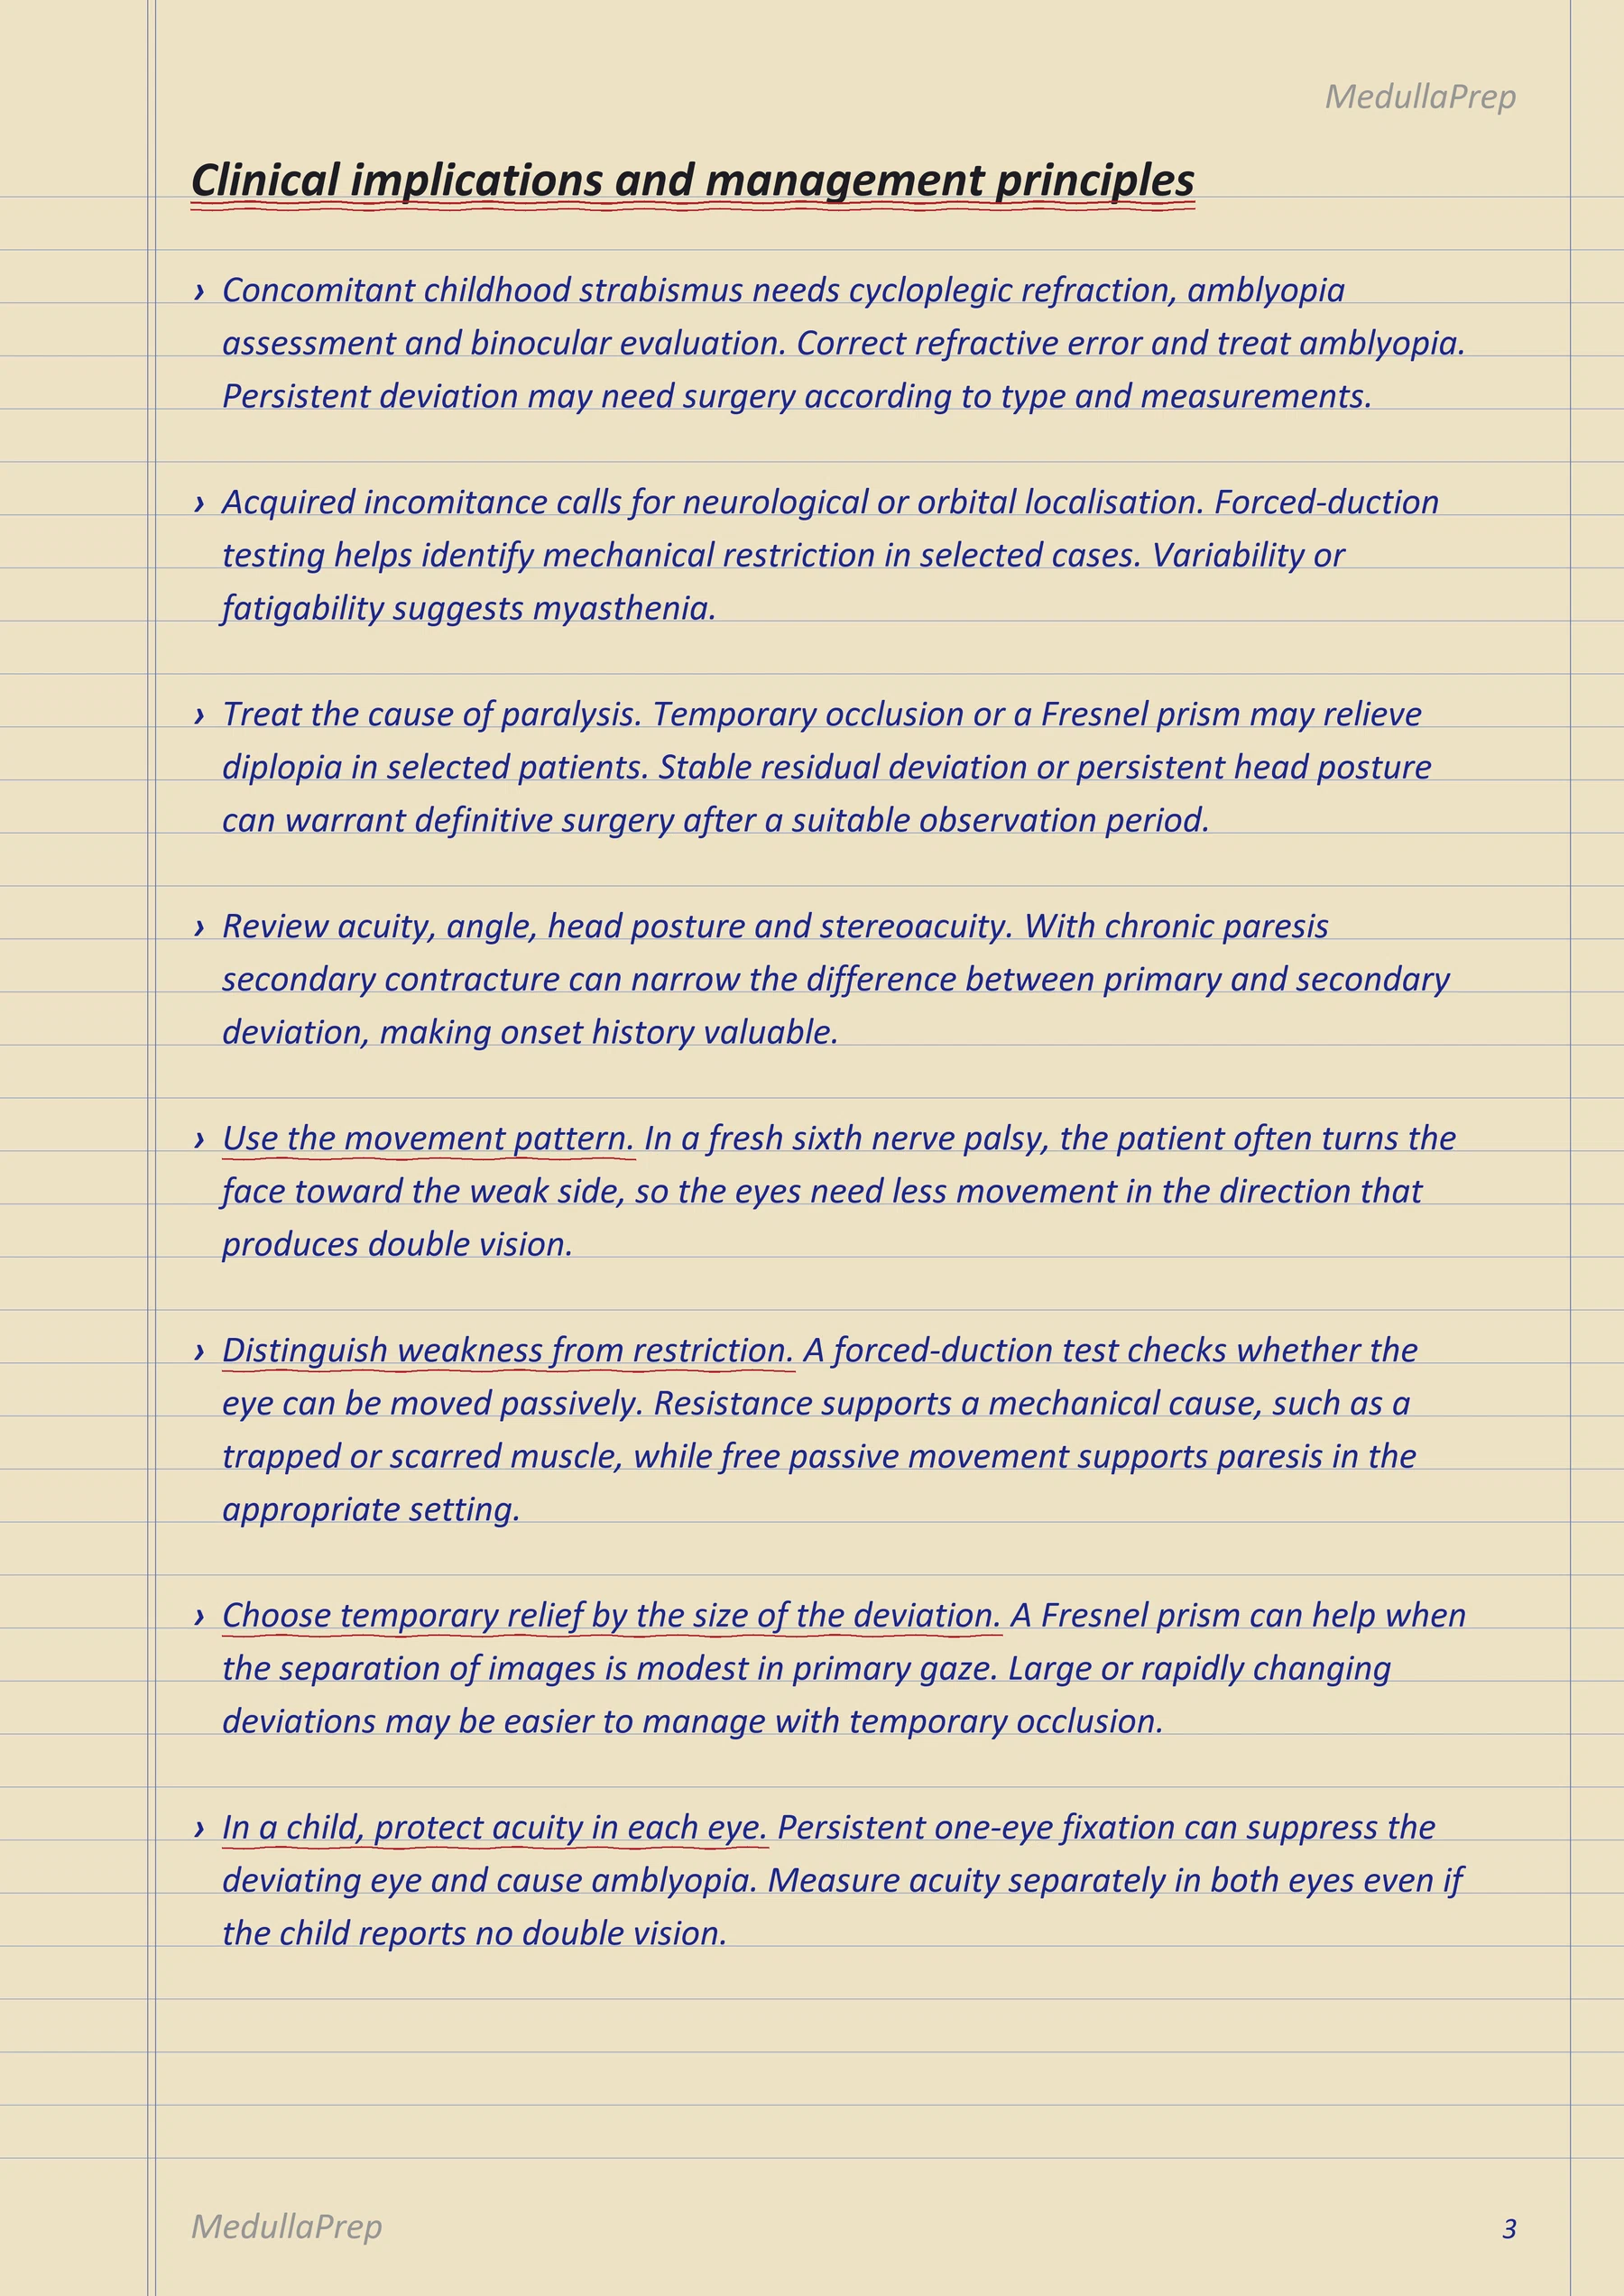 MedullaPrep
Clinical implications and management principles
› Concomitant childhood strabismus needs cycloplegic refraction, amblyopia
assessment and binocular evaluation. Correct refractive error and treat amblyopia.
Persistent deviation may need surgery according to type and measurements.
› Acquired incomitance calls for neurological or orbital localisation. Forced-duction
testing helps identify mechanical restriction in selected cases. Variability or
fatigability suggests myasthenia.
› Treat the cause of paralysis. Temporary occlusion or a Fresnel prism may relieve
diplopia in selected patients. Stable residual deviation or persistent head posture
can warrant definitive surgery after a suitable observation period.
› Review acuity, angle, head posture and stereoacuity. With chronic paresis
secondary contracture can narrow the difference between primary and secondary
deviation, making onset history valuable.
› Use the movement pattern. In a fresh sixth nerve palsy, the patient often turns the
face toward the weak side, so the eyes need less movement in the direction that
produces double vision.
› Distinguish weakness from restriction. A forced-duction test checks whether the
eye can be moved passively. Resistance supports a mechanical cause, such as a
trapped or scarred muscle, while free passive movement supports paresis in the
appropriate setting.
› Choose temporary relief by the size of the deviation. A Fresnel prism can help when
the separation of images is modest in primary gaze. Large or rapidly changing
deviations may be easier to manage with temporary occlusion.
› In a child, protect acuity in each eye. Persistent one-eye fixation can suppress the
deviating eye and cause amblyopia. Measure acuity separately in both eyes even if
the child reports no double vision.
MedullaPrep
3